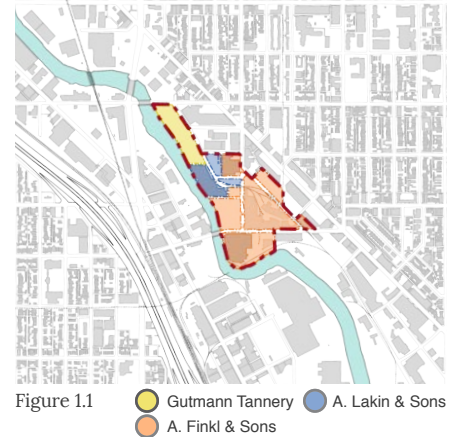 Figure 1.1
Gutmann Tannery
A. Lakin & Sons
A. Finkl & Sons